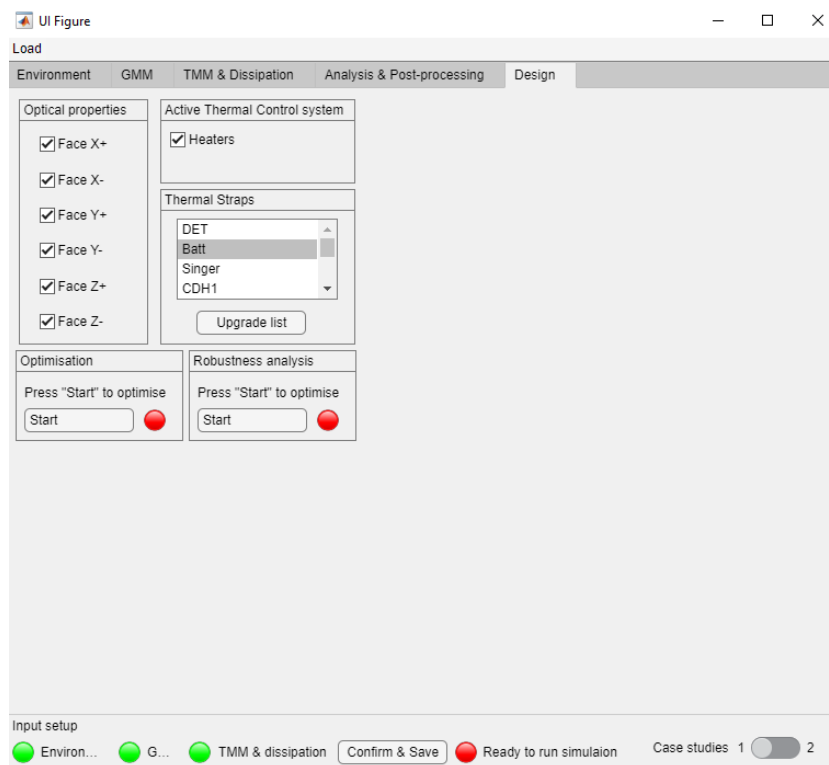 UI Figure
Load
Environment GMM TMM & Dissipation Analysis & Post-processing Design
Optical properties
Face X+
Face X-
Face Y+
Face Y-
Face Z+
Face Z-
Active Thermal Control system
Heaters
Thermal Straps
DET
Batt
Singer
CDH1
Upgrade list
Optimisation
Press "Start" to optimise
Start
Robustness analysis
Press "Start" to optimise
Start
Input setup
Environ... G... TMM & dissipation Confirm & Save Ready to run simulaion Case studies 1 2